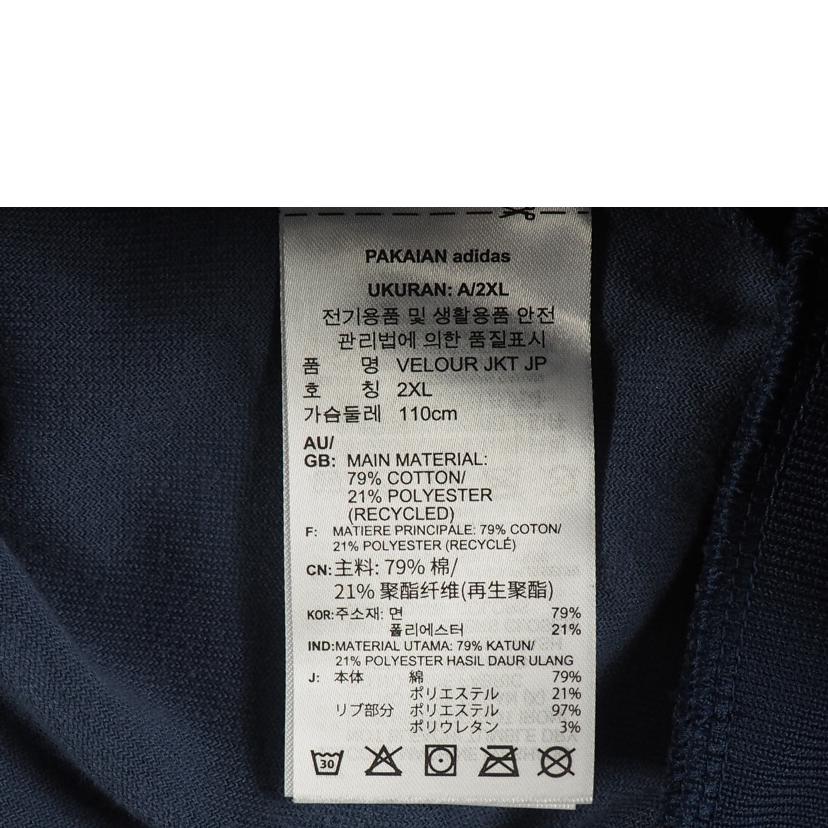 PAKAIAN adidas
UKURAN: A/2XL
전기용품 및 생활용품 안전
관리법에 의한 품질표시
품 명 VELOUR JKT JP
호 칭 2XL
가슴둘레 110cm
AU/
GB: MAIN MATERIAL:
79% COTTON/
21% POLYESTER
(RECYCLED)
F: MATIERE PRINCIPALE: 79% COTON/
21% POLYESTER (RECYCLÉ)
CN:主料: 79% 棉/
21% 聚酯纤维(再生聚酯)
KOR:주소재: 면 79%
폴리에스터 21%
IND:MATERIAL UTAMA: 79% KATUN/
21% POLYESTER HASIL DAUR ULANG
J: 本体 綿 79%
ポリエステル 21%
リブ部分 ポリエステル 97%
ポリウレタン 3%
30